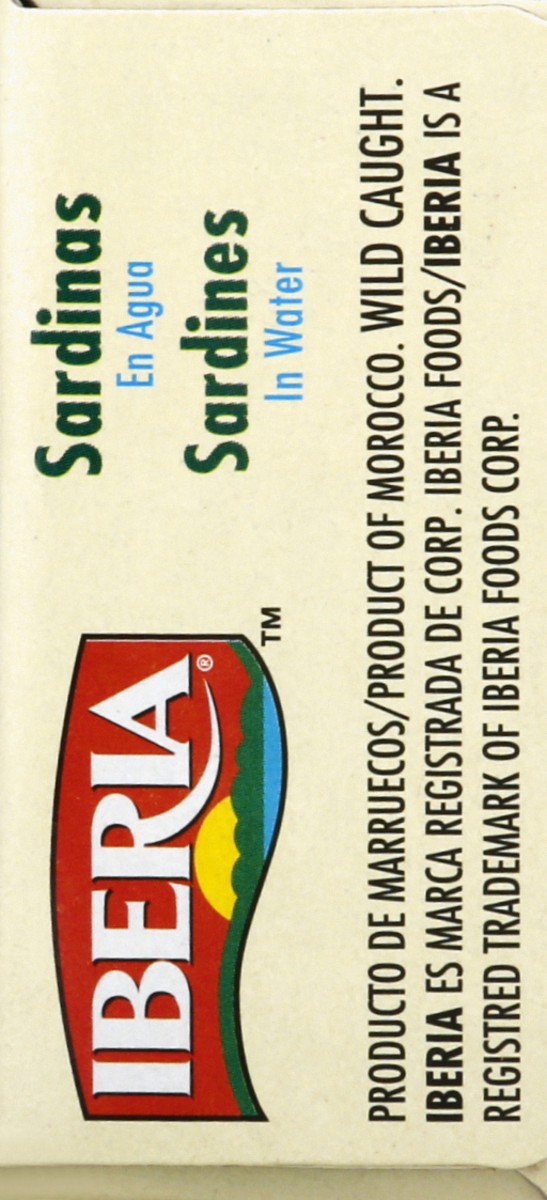 IBERIA® TM
Sardinas
En Agua
Sardines
In Water
PRODUCTO DE MARRUECOS/PRODUCT OF MOROCCO. WILD CAUGHT.
IBERIA ES MARCA REGISTRADA DE CORP. IBERIA FOODS/IBERIA IS A
REGISTRED TRADEMARK OF IBERIA FOODS CORP.